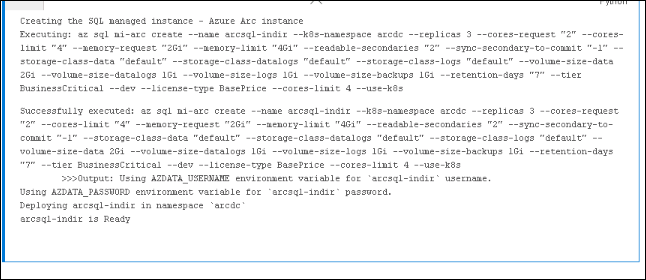 Python
Creating the SQL managed instance - Azure Arc instance
Executing: az sql mi-arc create --name arcsql-indir --k8s-namespace arcdc --replicas 3 --cores-request "2" --cores-
limit "4" --memory-request "2Gi" --memory-limit "4Gi" --readable-secondaries "2" --sync-secondary-to-commit "-1" --
storage-class-data "default" --storage-class-datalogs "default" --storage-class-logs "default" --volume-size-data
2Gi --volume-size-datalogs 1Gi --volume-size-logs 1Gi --volume-size-backups 1Gi --retention-days "7" --tier
BusinessCritical --dev --license-type BasePrice --cores-limit 4 --use-k8s
Successfully executed: az sql mi-arc create --name arcsql-indir --k8s-namespace arcdc --replicas 3 --cores-request
"2" --cores-limit "4" --memory-request "2Gi" --memory-limit "4Gi" --readable-secondaries "2" --sync-secondary-to-
commit "-1" --storage-class-data "default" --storage-class-datalogs "default" --storage-class-logs "default" --
volume-size-data 2Gi --volume-size-datalogs 1Gi --volume-size-logs 1Gi --volume-size-backups 1Gi --retention-days
"7" --tier BusinessCritical --dev --license-type BasePrice --cores-limit 4 --use-k8s
>>>Output: Using AZDATA_USERNAME environment variable for `arcsql-indir` username.
Using AZDATA_PASSWORD environment variable for `arcsql-indir` password.
Deploying arcsql-indir in namespace `arcdc`
arcsql-indir is Ready